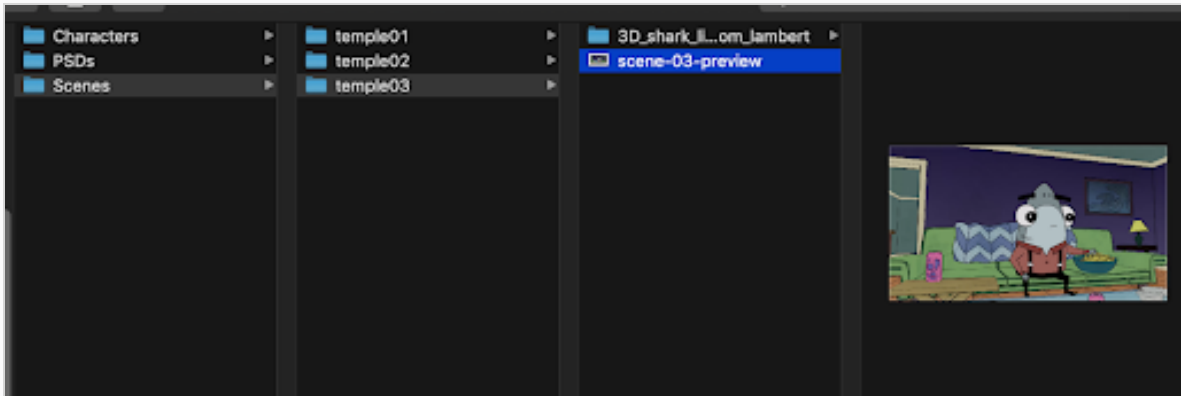 Characters
PSDs
Scenes
temple01
temple02
temple03
3D_shark_li...om_lambert
scene-03-preview